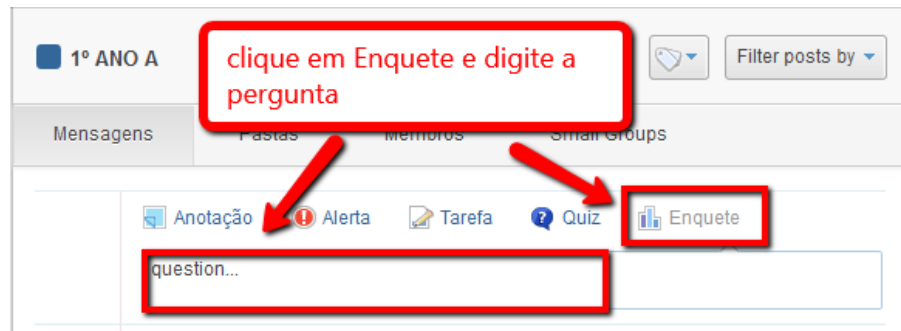 1º ANO A
clique em Enquete e digite a
pergunta
Filter posts by
Mensagens Pastas Membros Small Groups
Anotação Alerta Tarefa Quiz Enquete
question...